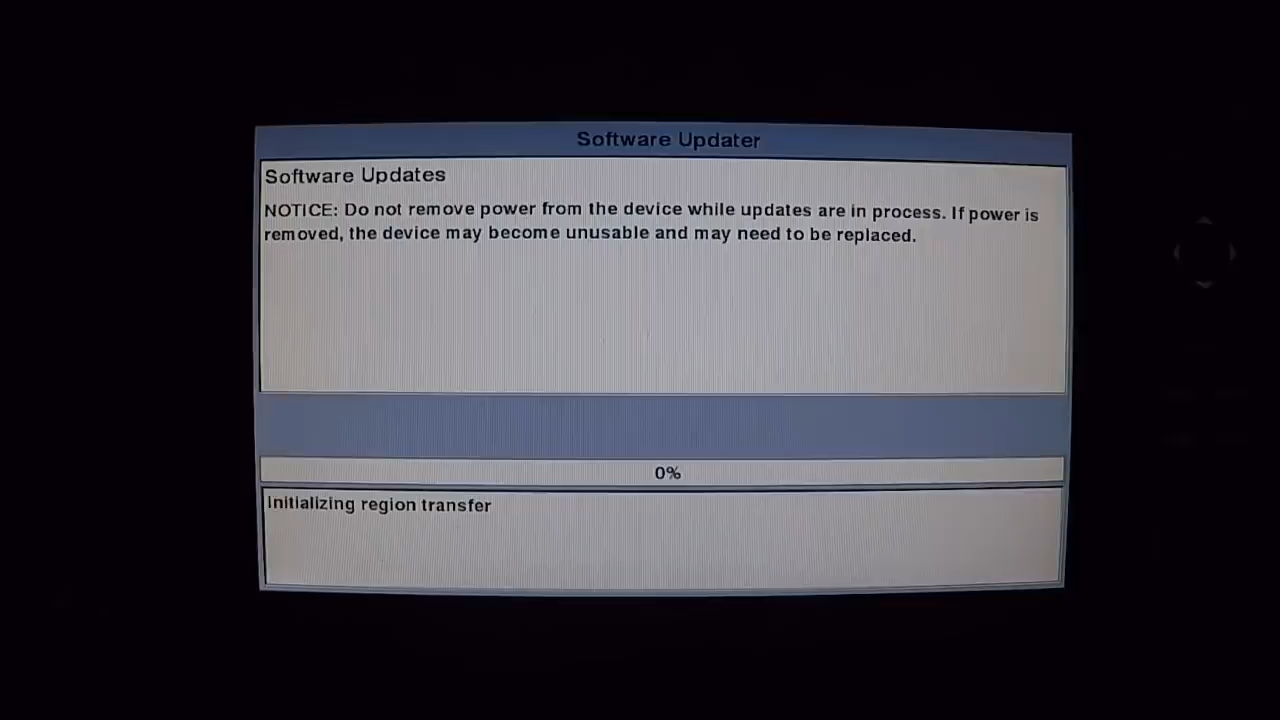 Software Updater
Software Updates
NOTICE: Do not remove power from the device while updates are in process. If power is
removed, the device may become unusable and may need to be replaced.
0%
Initializing region transfer